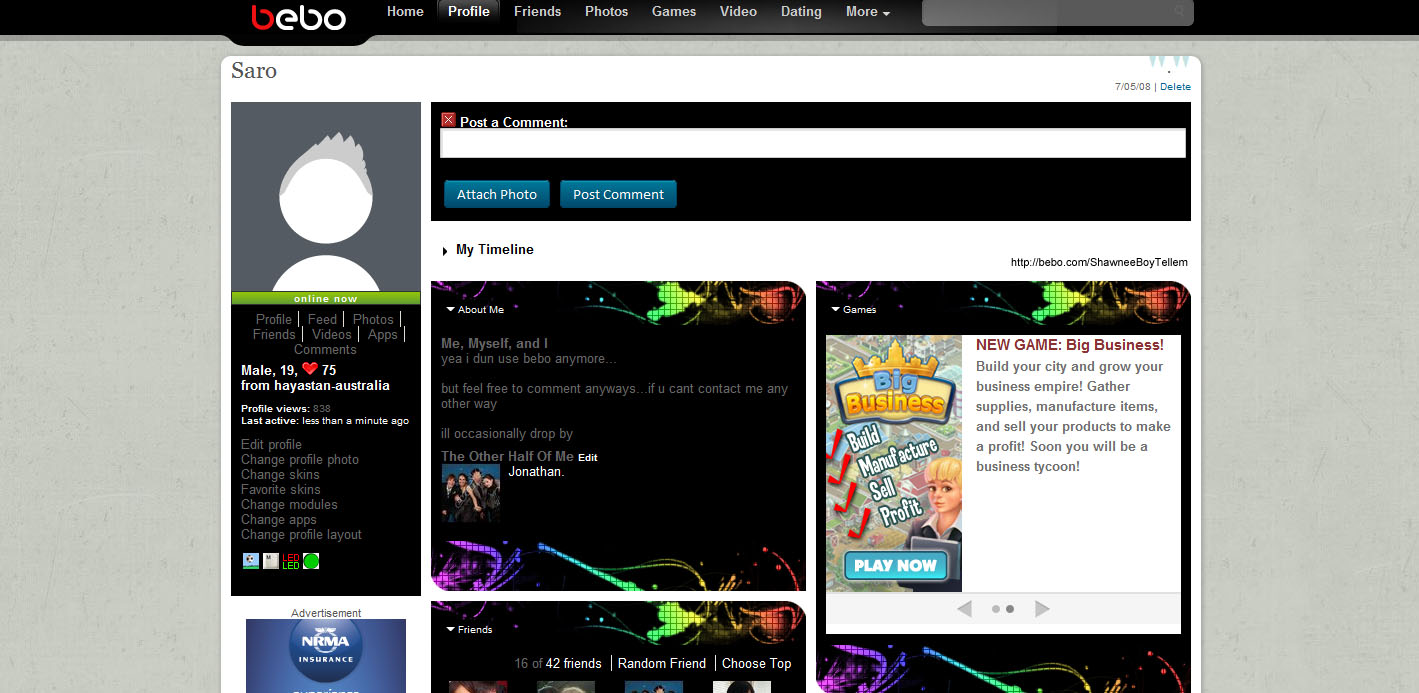 bebo
Home Profile Friends Photos Games Video Dating More
Saro
7/05/08 | Delete
Post a Comment:
Attach Photo Post Comment
My Timeline
http://bebo.com/ShawneeBoyTellem
online now
Profile | Feed | Photos |
Friends | Videos | Apps |
Comments
Male, 19, 75
from hayastan-australia
Profile views: 838
Last active: less than a minute ago
Edit profile
Change profile photo
Change skins
Favorite skins
Change modules
Change apps
Change profile layout
M
LED
LED
Advertisement
NRMA
INSURANCE
About Me
Me, Myself, and I
yea i dun use bebo anymore...
but feel free to comment anyways...if u cant contact me any
other way
ill occasionally drop by
The Other Half Of Me Edit
Jonathan.
Friends
16 of 42 friends | Random Friend | Choose Top
Games
Big
Business
Build
Manufacture
Sell
Profit
PLAY NOW
NEW GAME: Big Business!
Build your city and grow your
business empire! Gather
supplies, manufacture items,
and sell your products to make
a profit! Soon you will be a
business tycoon!